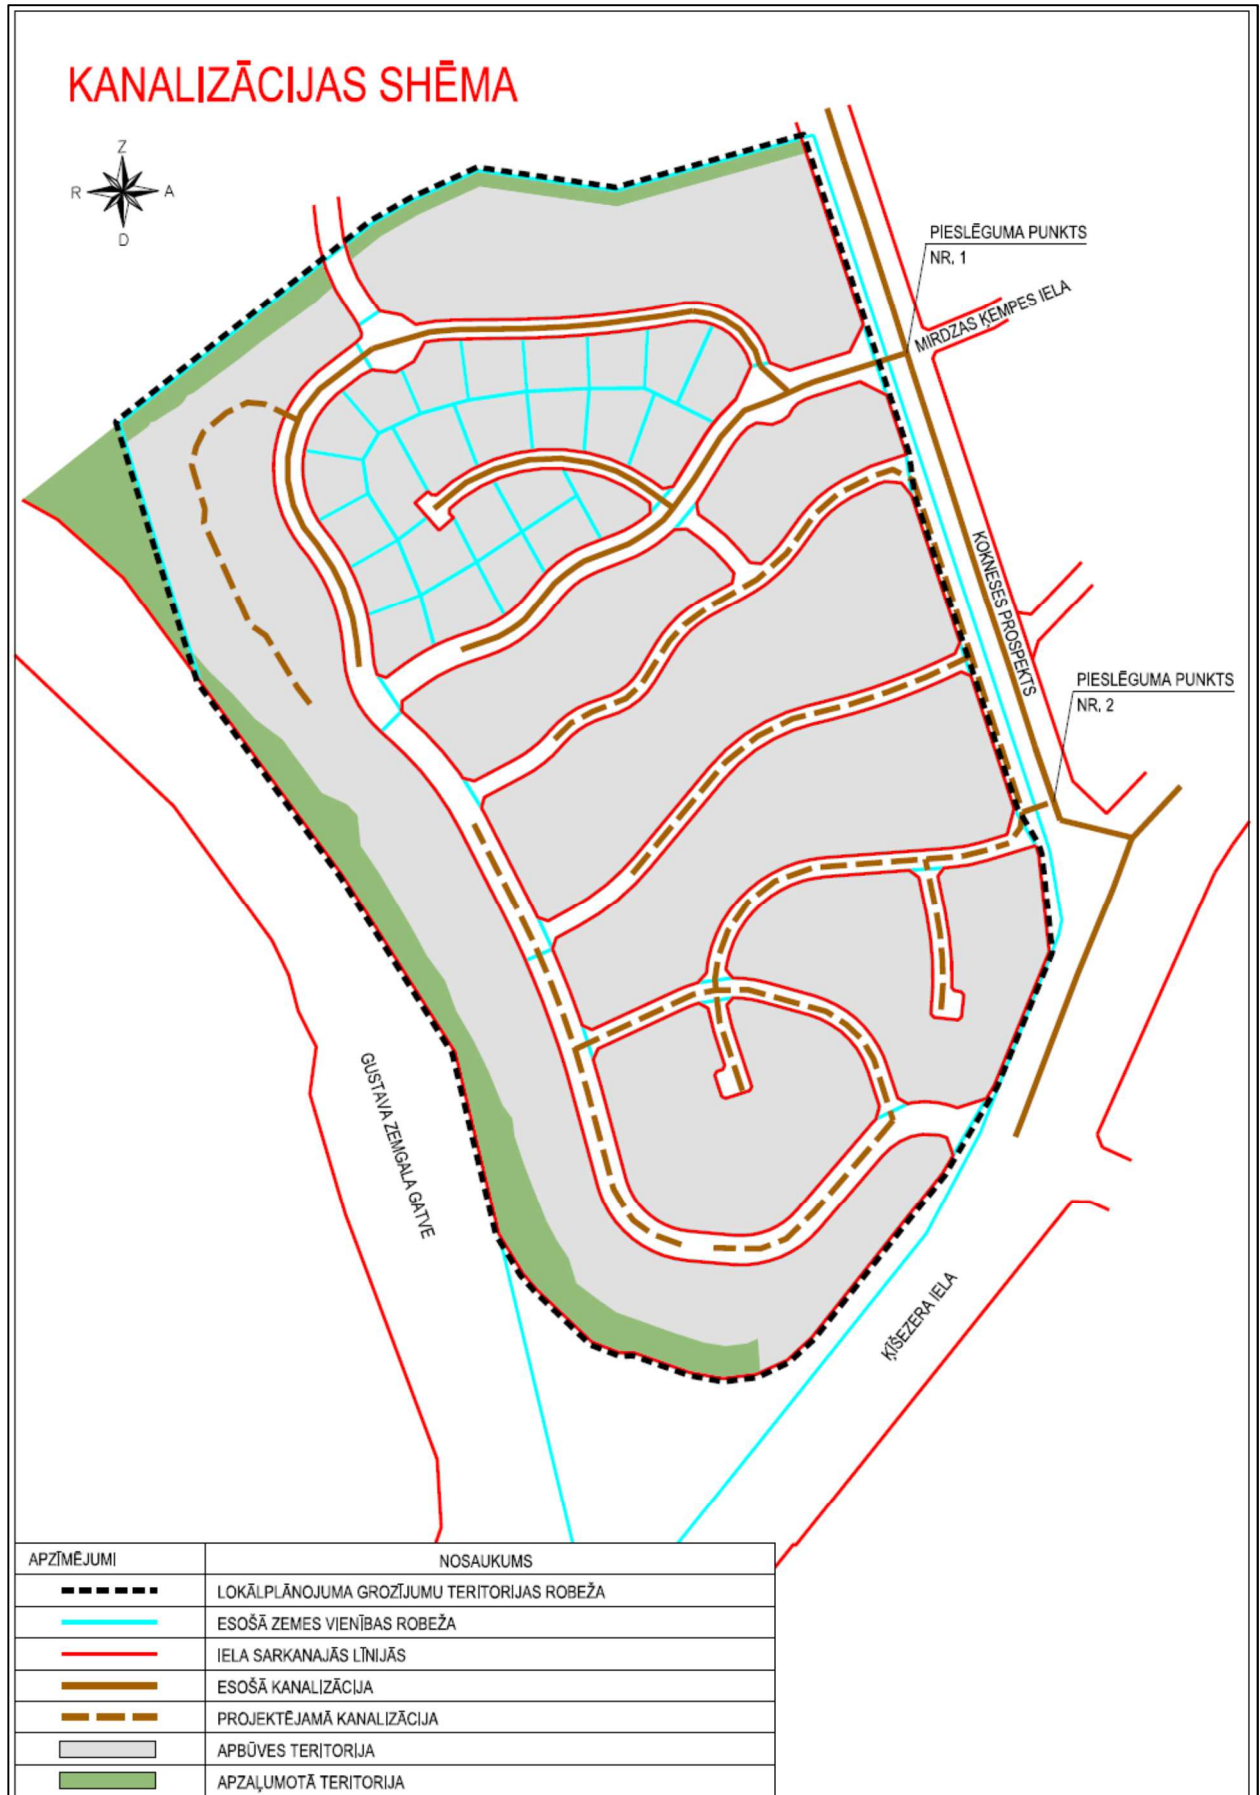 KANALIZĀCIJAS SHĒMA
Z
R
A
D
PIESLĒGUMA PUNKTS
NR. 1
MIRDZAS ĶEMPES IELA
KOKNESES PROSPEKTS
PIESLĒGUMA PUNKTS
NR. 2
GUSTAVA ZEMGALA GATVE
ĶĪŠEZERA IELA
APZĪMĒJUMI
NOSAUKUMS
LOKĀLPLĀNOJUMA GROZĪJUMU TERITORIJAS ROBEŽA
ESOŠĀ ZEMES VIENĪBAS ROBEŽA
IELA SARKANAJĀS LĪNIJĀS
ESOŠĀ KANALIZĀCIJA
PROJEKTĒJAMĀ KANALIZĀCIJA
APBŪVES TERITORIJA
APZAĻUMOTĀ TERITORIJA